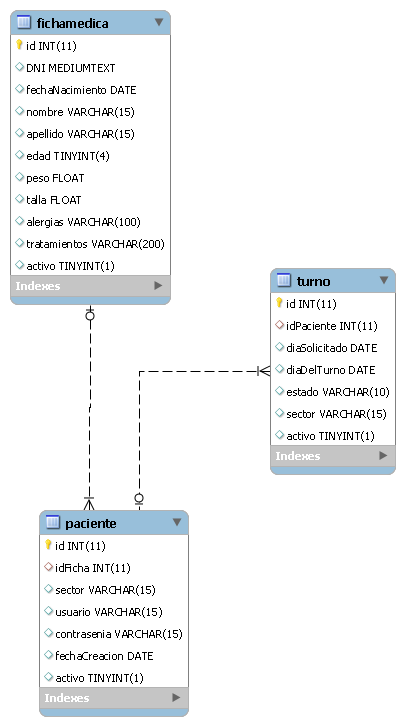 fichamedica
id INT(11)
DNI MEDIUMTEXT
fechaNacimiento DATE
nombre VARCHAR(15)
apellido VARCHAR(15)
edad TINYINT(4)
peso FLOAT
talla FLOAT
alergias VARCHAR(100)
tratamientos VARCHAR(200)
activo TINYINT(1)
Indexes
turno
id INT(11)
idPaciente INT(11)
diaSolicitado DATE
diaDelTurno DATE
estado VARCHAR(10)
sector VARCHAR(15)
activo TINYINT(1)
Indexes
paciente
id INT(11)
idFicha INT(11)
sector VARCHAR(15)
usuario VARCHAR(15)
contrasenia VARCHAR(15)
fechaCreacion DATE
activo TINYINT(1)
Indexes